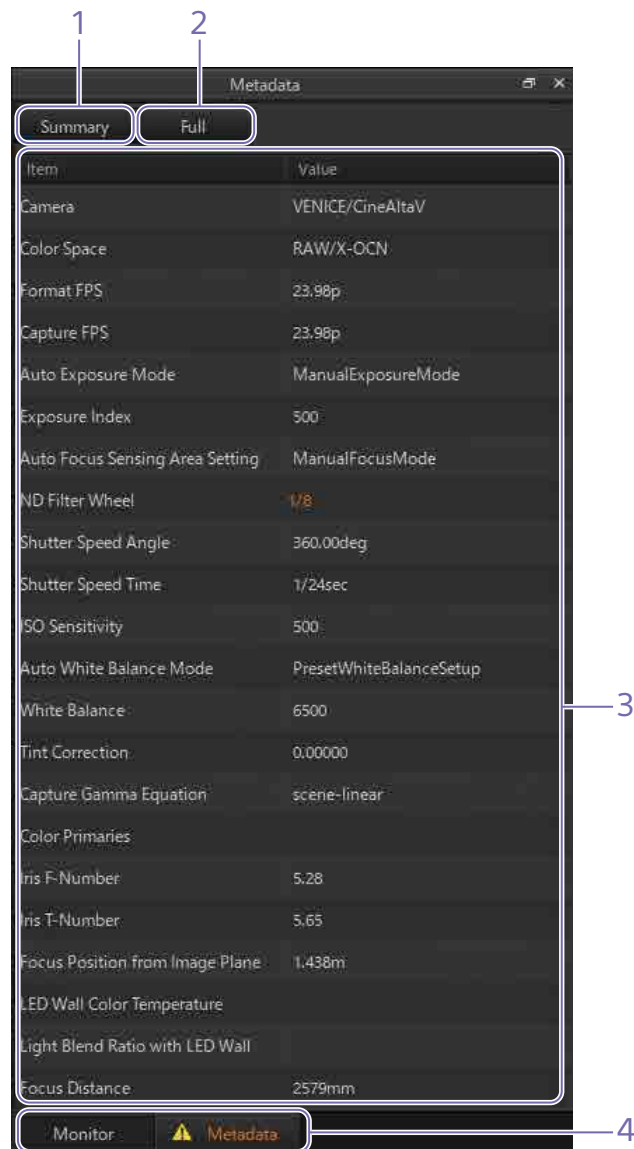 1 2
Metadata
Summary Full
Item Value
Camera VENICE/CineAltaV
Color Space RAW/X-OCN
Format FPS 23.98p
Capture FPS 23.98p
Auto Exposure Mode ManualExposureMode
Exposure Index 500
Auto Focus Sensing Area Setting ManualFocusMode
ND Filter Wheel 1/8
Shutter Speed Angle 360.00deg
Shutter Speed Time 1/24sec
ISO Sensitivity 500
Auto White Balance Mode PresetWhiteBalanceSetup
White Balance 6500
3
Tint Correction 0.00000
Capture Gamma Equation scene-linear
Color Primaries
Iris F-Number 5.28
Iris T-Number 5.65
Focus Position from Image Plane 1.438m
LED Wall Color Temperature
Light Blend Ratio with LED Wall
Focus Distance 2579mm
Monitor Metadata
4